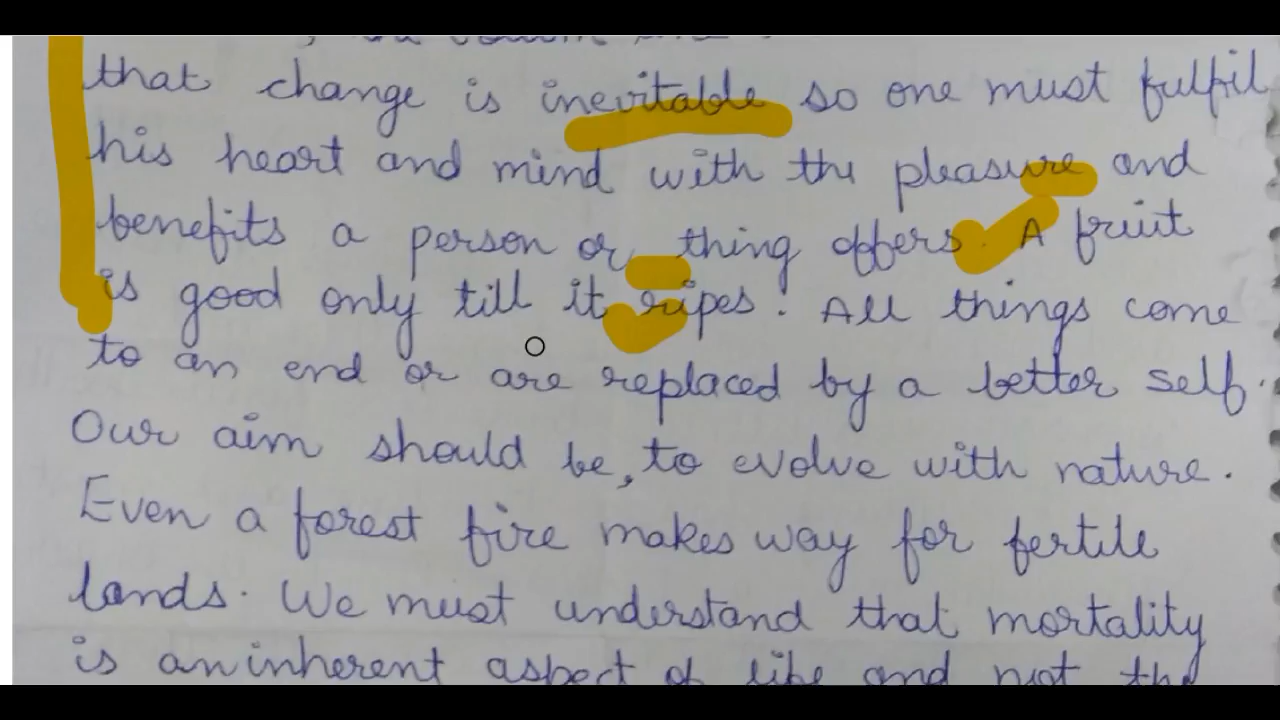 that change is inevitable so one must fulfil
his heart and mind with the pleasure and
benefits a person or thing offers. A fruit
is good only till it ripes. All things come
to an end or are replaced by a better self.
Our aim should be, to evolve with nature.
Even a forest fire makes way for fertile
lands. We must understand that mortality
is an inherent aspect of life and not the